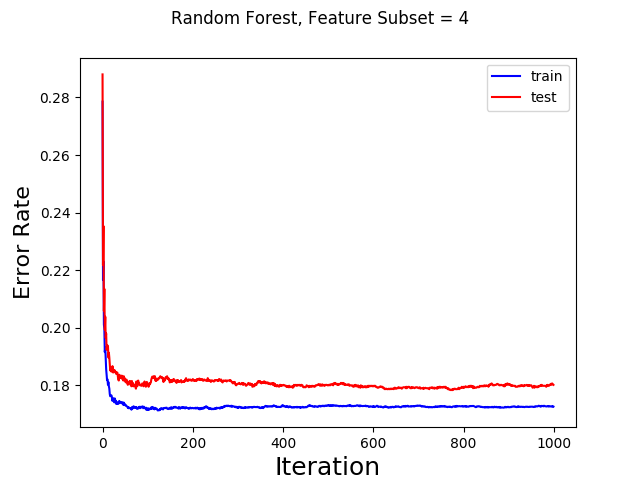 Random Forest, Feature Subset = 4
train
test
Error Rate
0.28
0.26
0.24
0.22
0.20
0.18
0 200 400 600 800 1000
Iteration